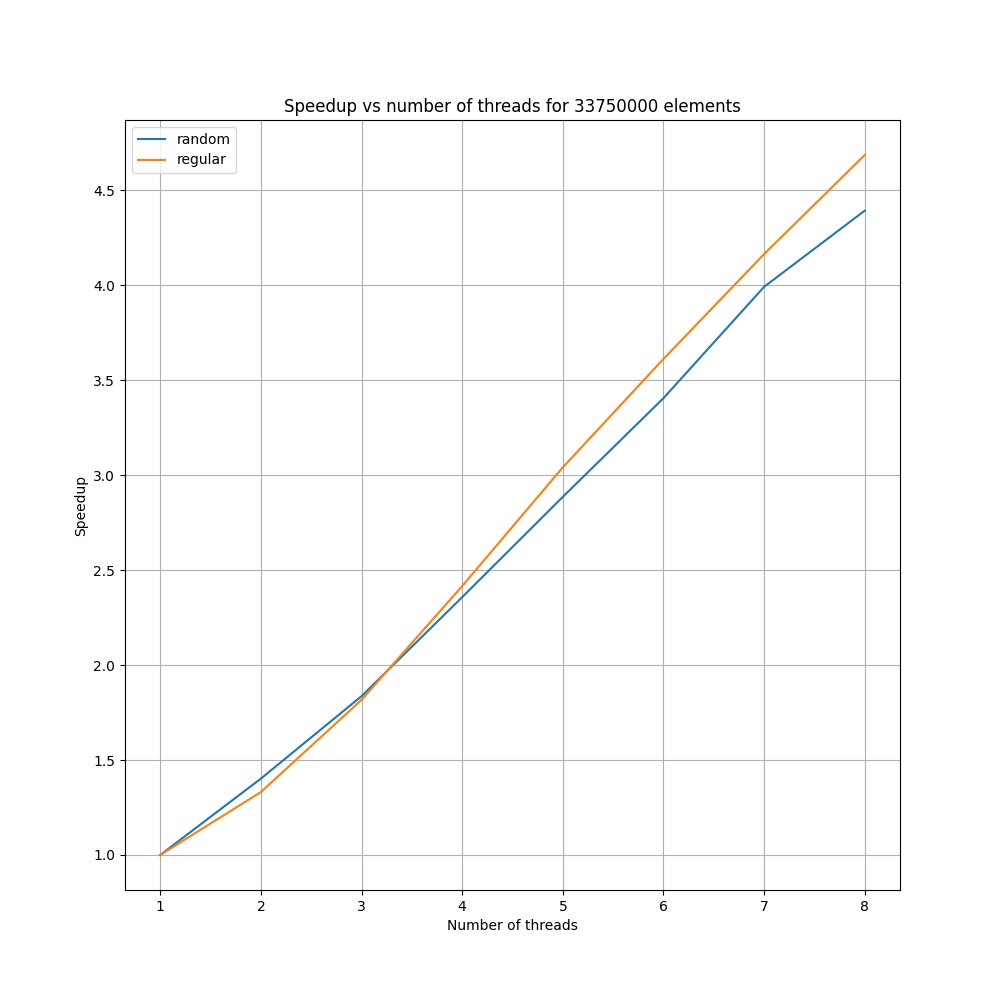 Speedup vs number of threads for 33750000 elements
random
regular
4.5
4.0
3.5
3.0
2.5
2.0
1.5
1.0
Speedup
1 2 3 4 5 6 7 8
Number of threads